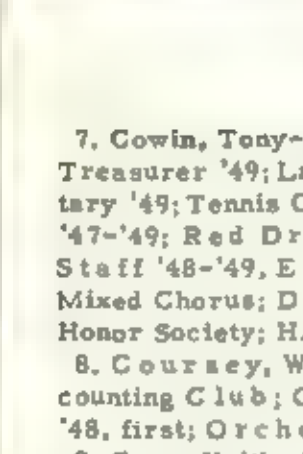 7. Cowin, Tony-
Treasurer '49; La
tary '49; Tennis C
'47-'49; Red Dr
Staff '48-'49, E
Mixed Chorus; D
Honor Society; H.
8. Coursey, W
counting Club; C
'48, first; Orche